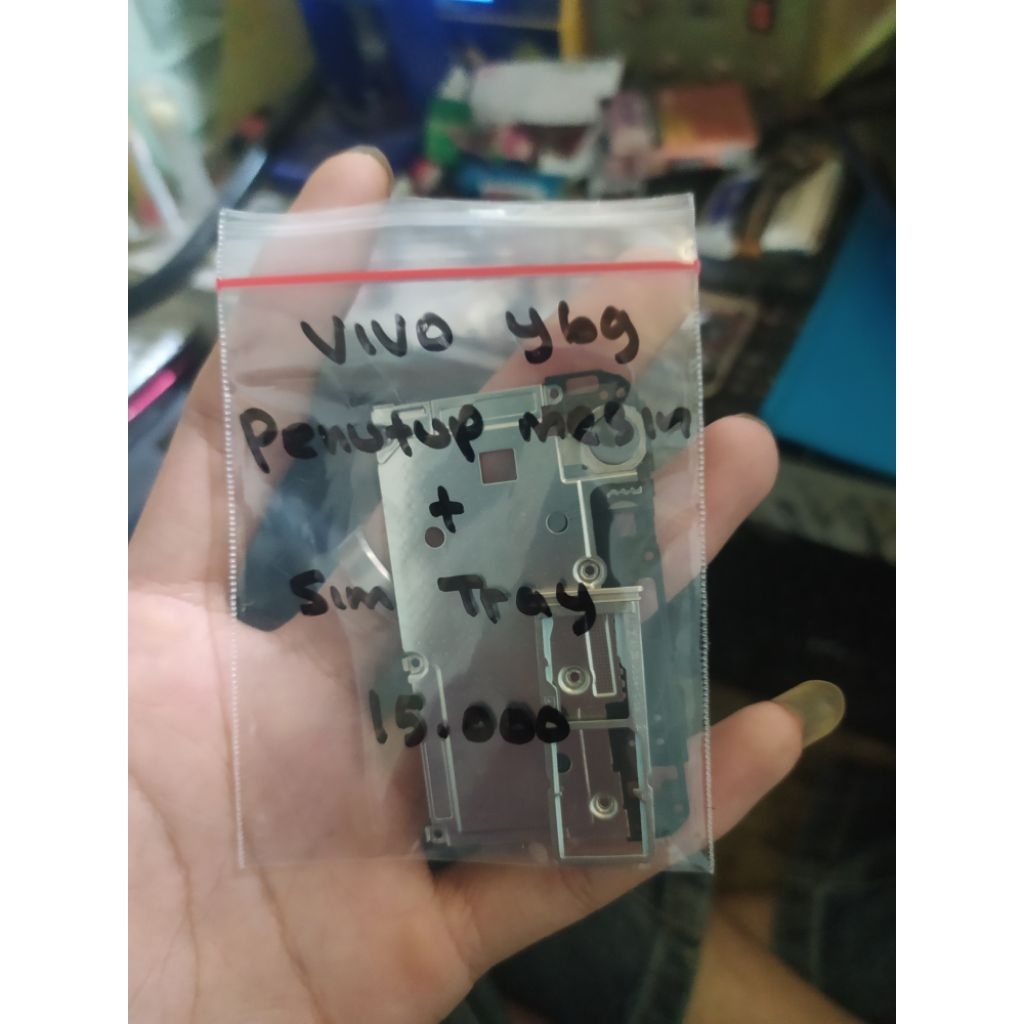 VIVO y69
Penutup mesin
+
Sim Tray
15.000